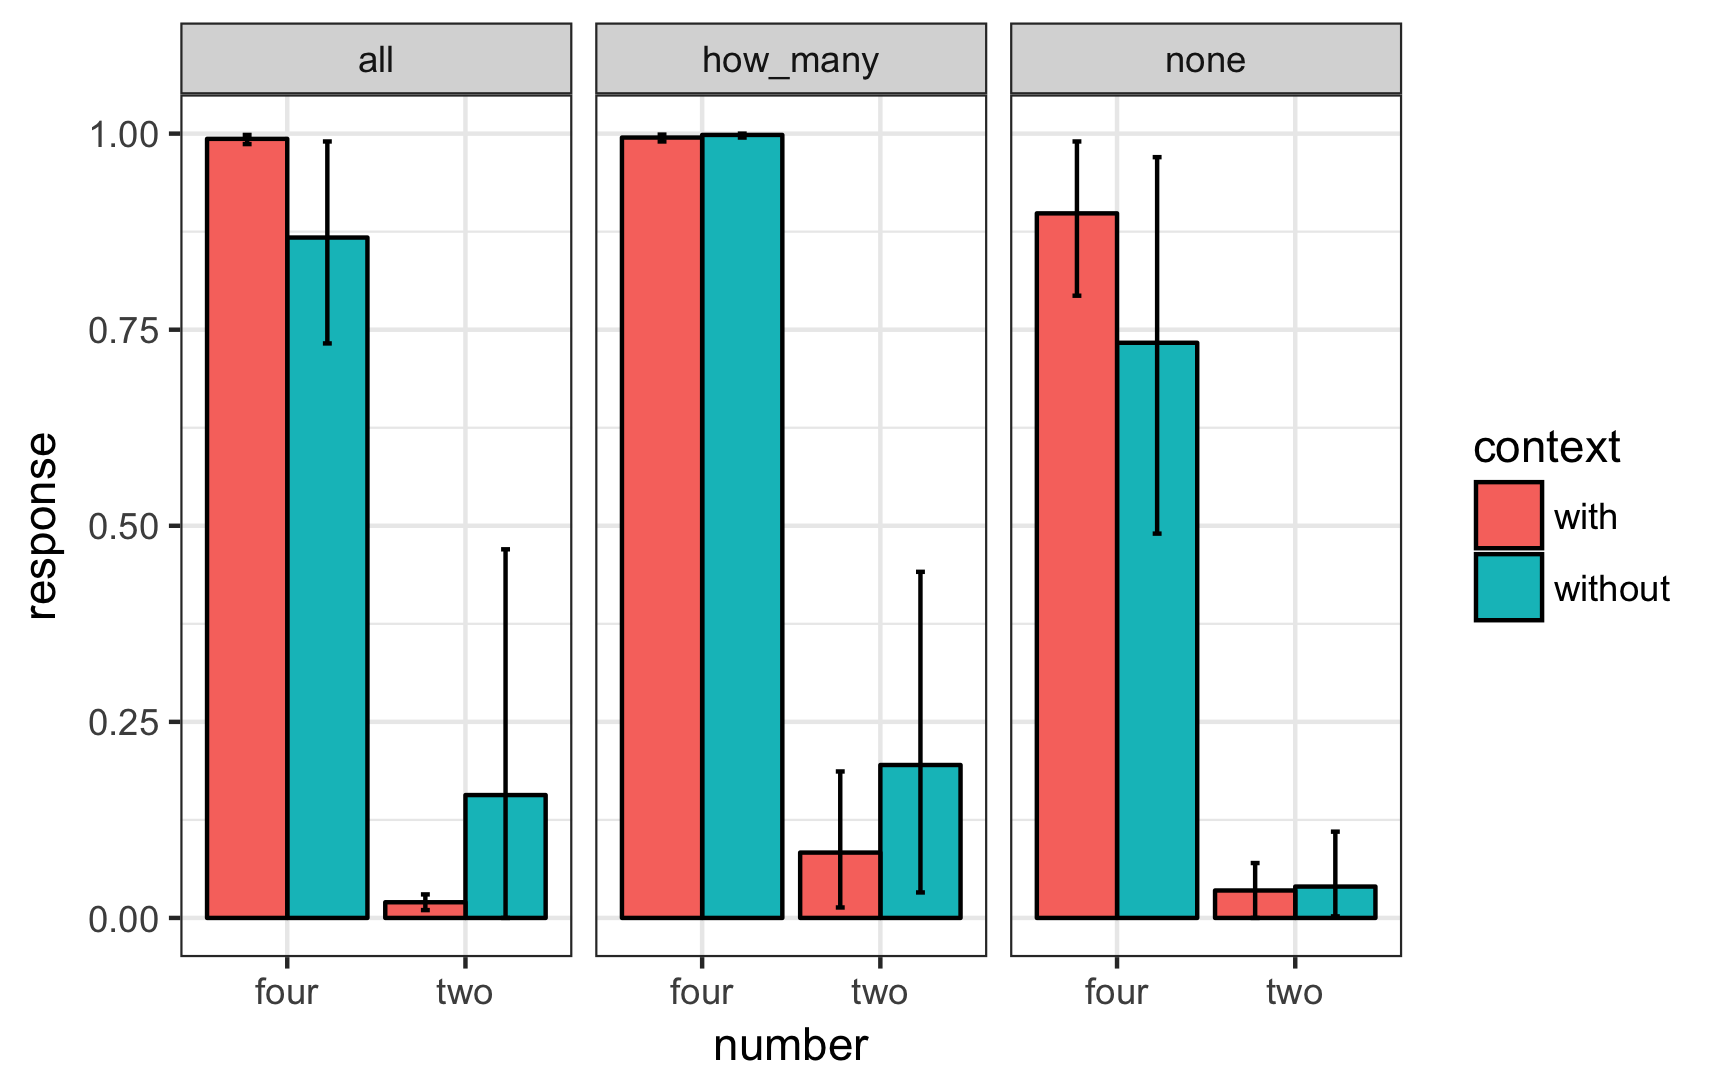 all how_many none
1.00
0.75
0.50
0.25
0.00
response
four two four two four two
number
context
with
without